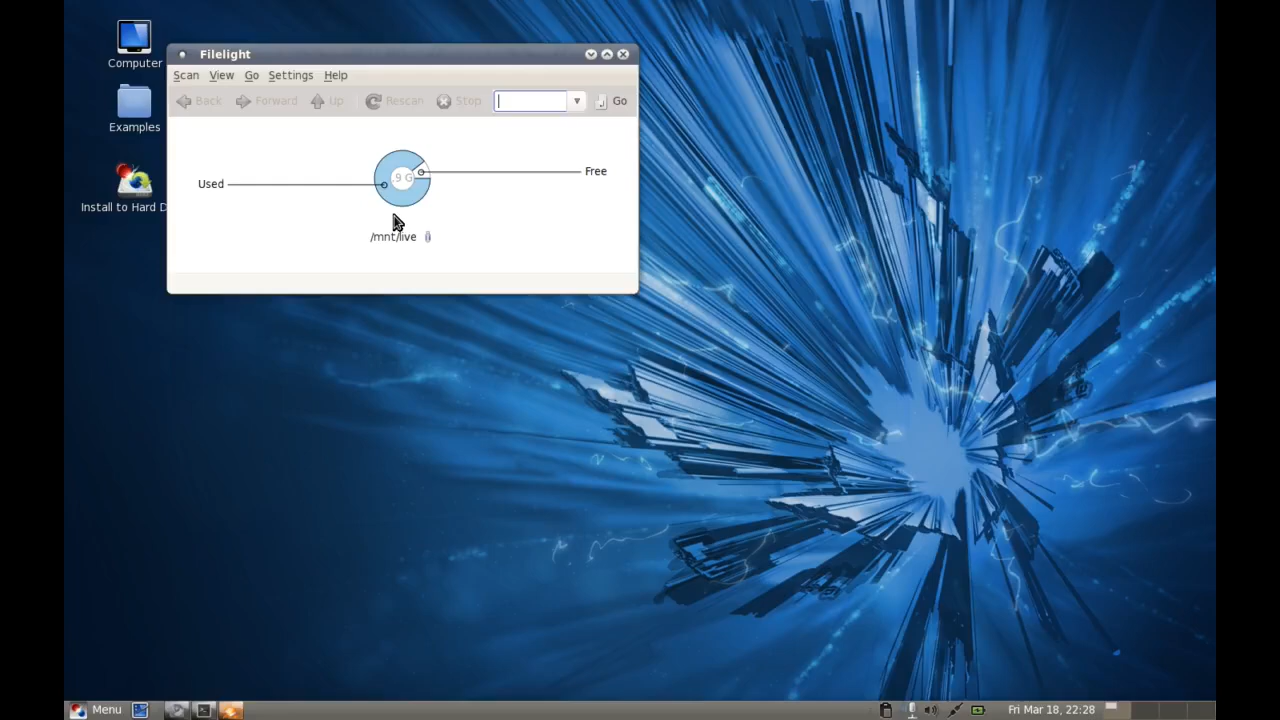 Computer
Examples
Install to Hard D
Filelight
Scan View Go Settings Help
Back Forward Up Rescan Stop Go
Used
.9 G
Free
/mnt/live
Menu
Fri Mar 18, 22:28